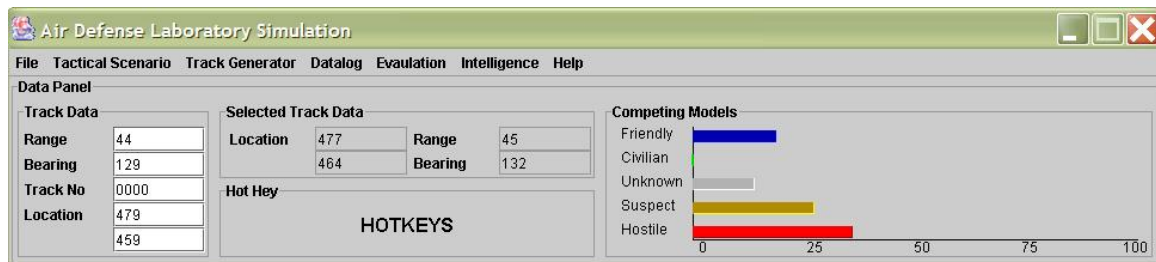 Air Defense Laboratory Simulation
File Tactical Scenario Track Generator Datalog Evaulation Intelligence Help
Data Panel
Track Data
Range 44
Bearing 129
Track No 0000
Location 479
459
Selected Track Data
Location 477 Range 45
464 Bearing 132
Hot Hey
HOTKEYS
Competing Models
Friendly
Civilian
Unknown
Suspect
Hostile
0 25 50 75 100